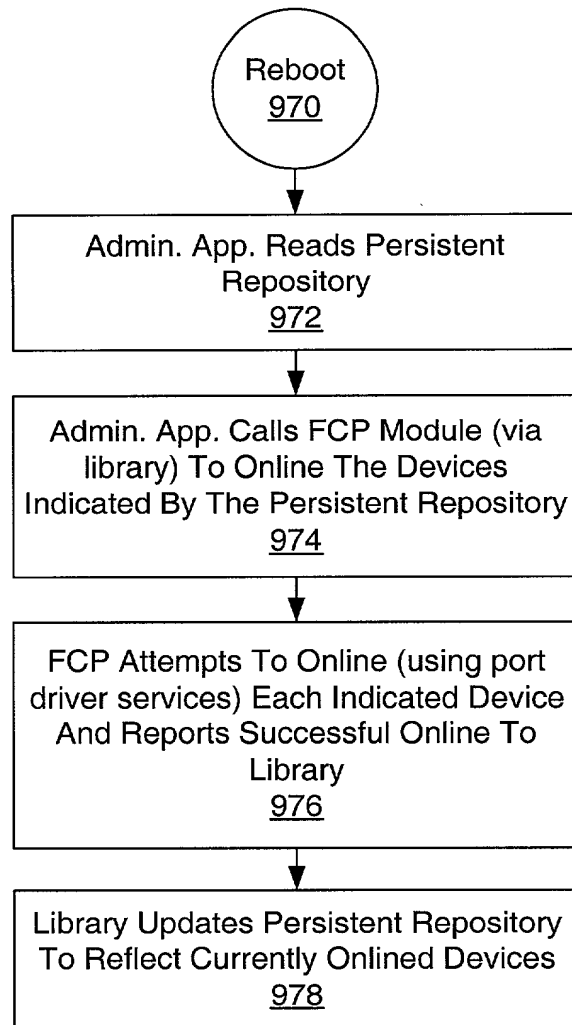 Reboot
970
Admin. App. Reads Persistent
Repository
972
Admin. App. Calls FCP Module (via
library) To Online The Devices
Indicated By The Persistent Repository
974
FCP Attempts To Online (using port
driver services) Each Indicated Device
And Reports Successful Online To
Library
976
Library Updates Persistent Repository
To Reflect Currently Onlined Devices
978